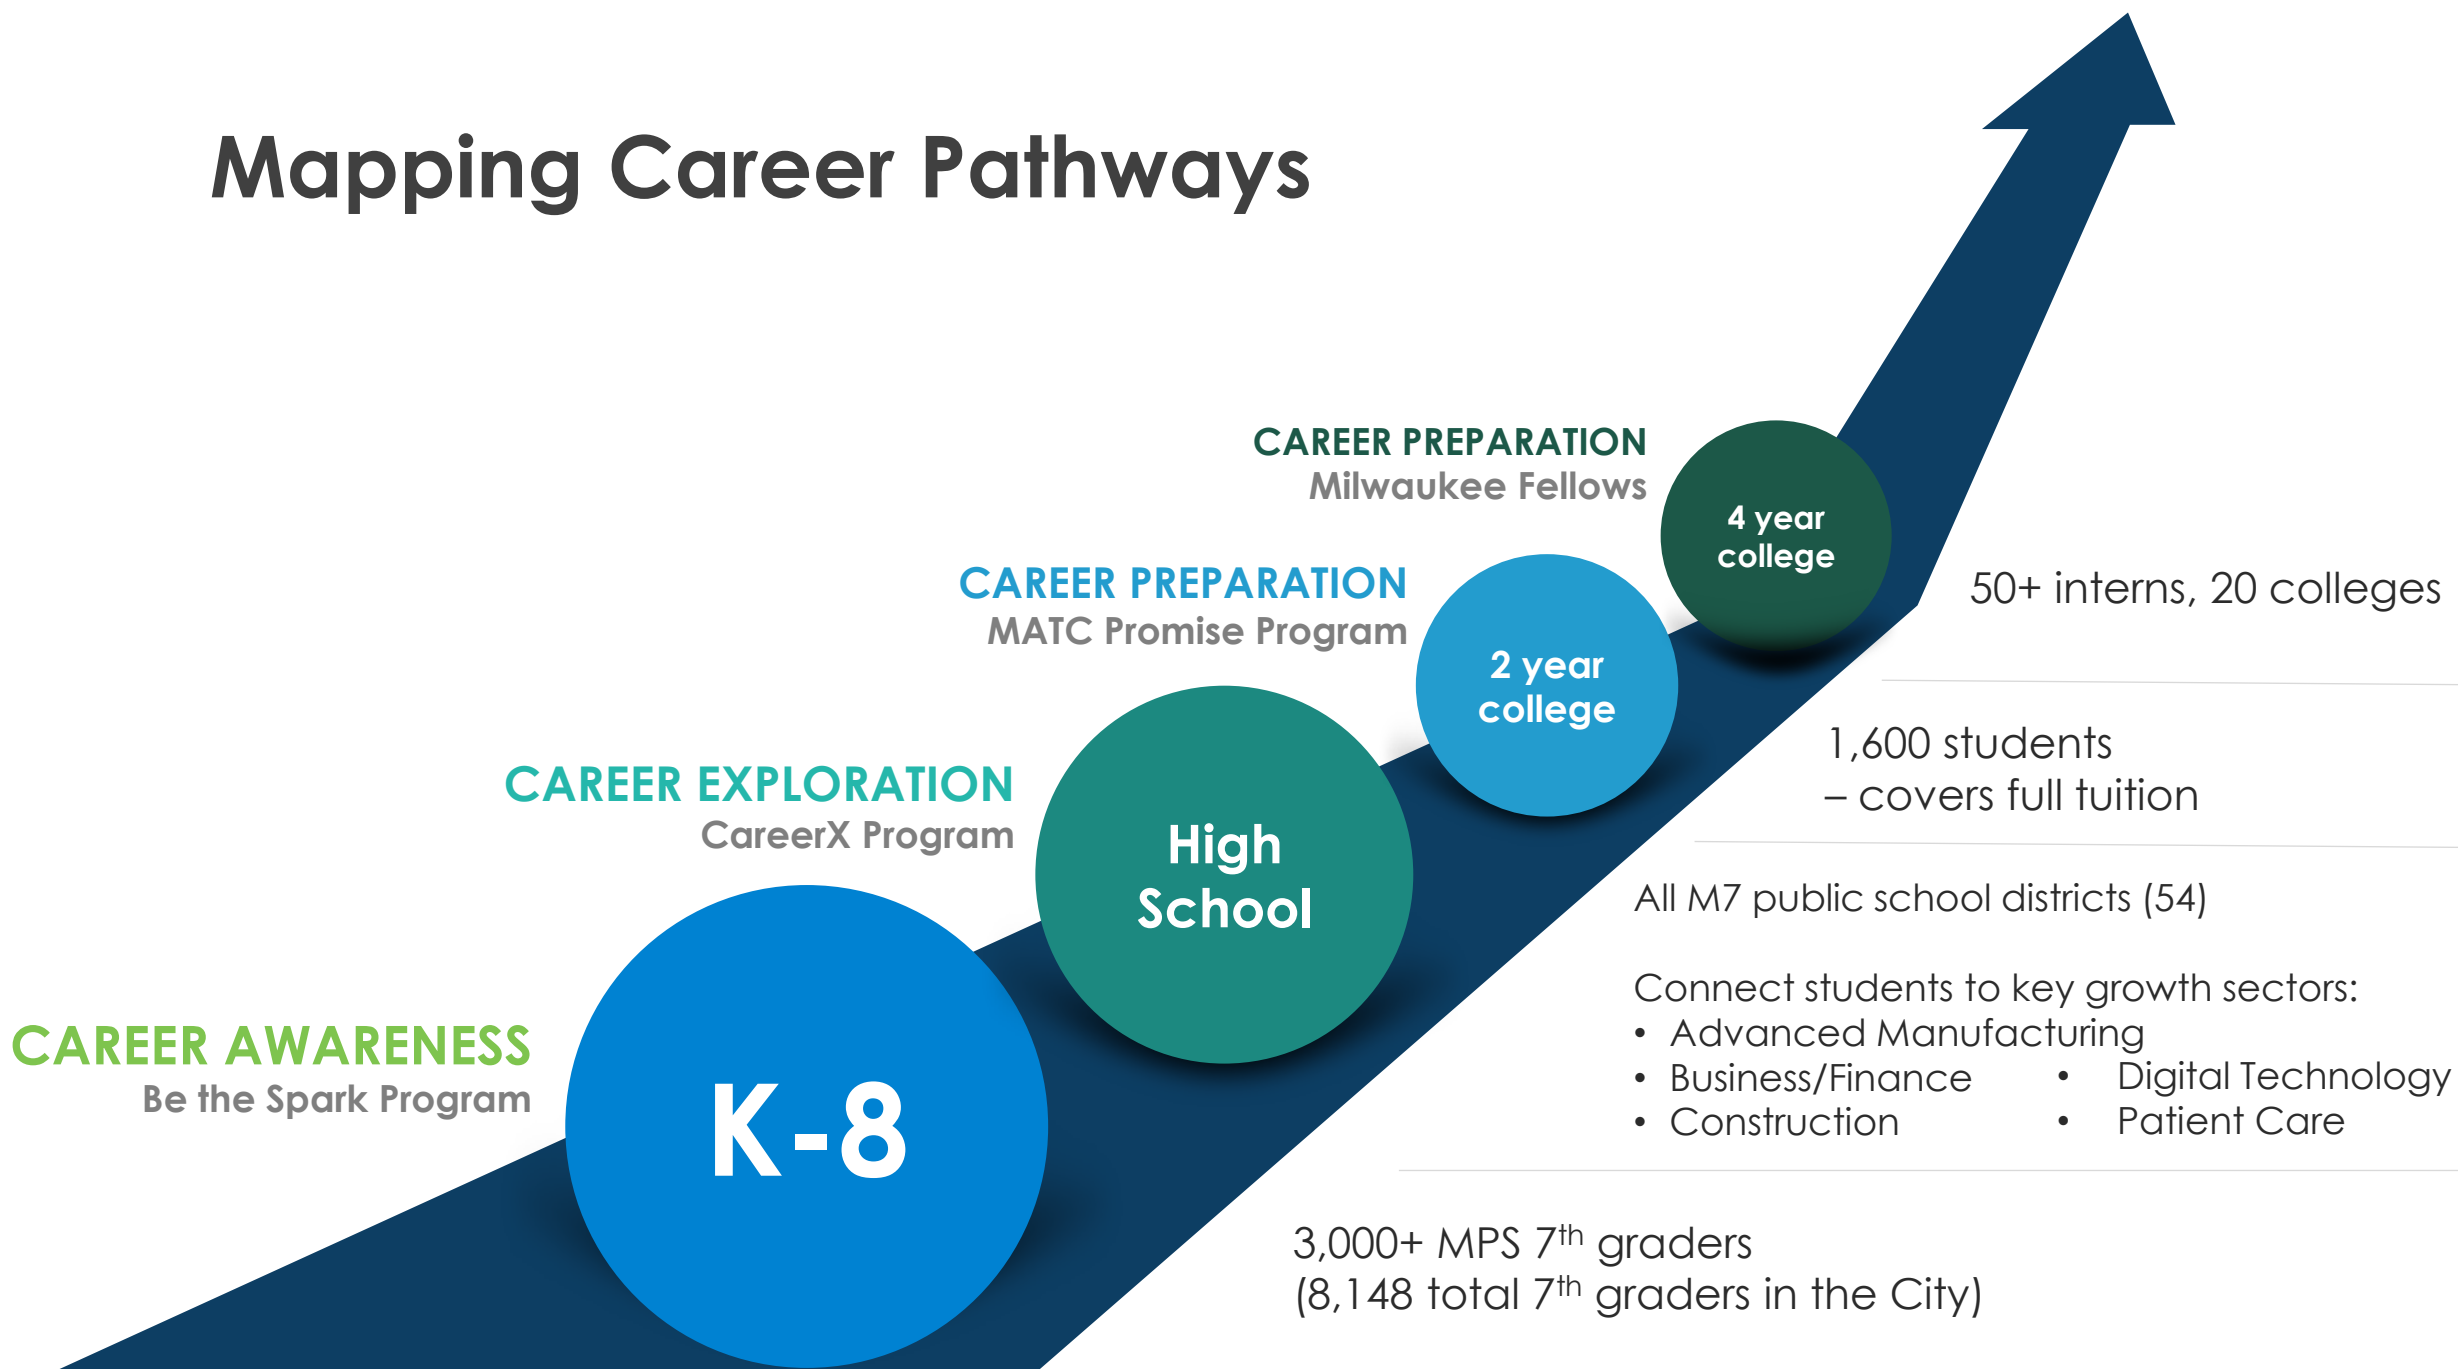 Mapping Career Pathways
CAREER PREPARATION
Milwaukee Fellows
4 year
college
50+ interns, 20 colleges
CAREER PREPARATION
MATC Promise Program
2 year
college
1,600 students
– covers full tuition
CAREER EXPLORATION
CareerX Program
High
School
All M7 public school districts (54)
Connect students to key growth sectors:
• Advanced Manufacturing
• Business/Finance
• Construction
• Digital Technology
• Patient Care
CAREER AWARENESS
Be the Spark Program
K-8
3,000+ MPS 7th graders
(8,148 total 7th graders in the City)